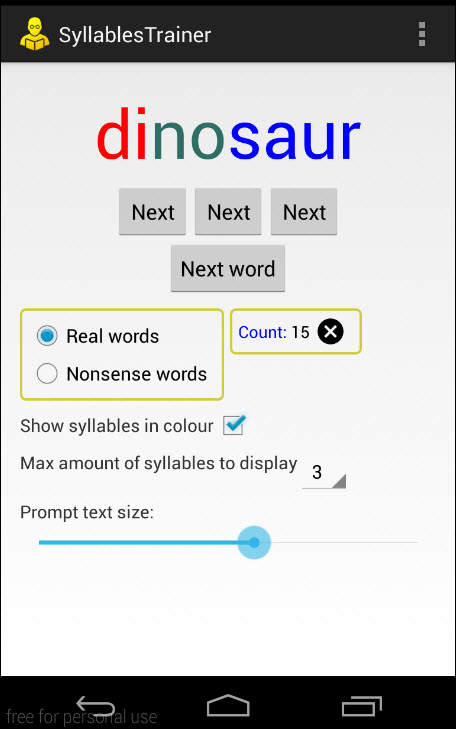 SyllablesTrainer
dinosaur
Next Next Next
Next word
Real words
Count: 15
Nonsense words
Show syllables in colour
Max amount of syllables to display 3
Prompt text size:
free for personal use